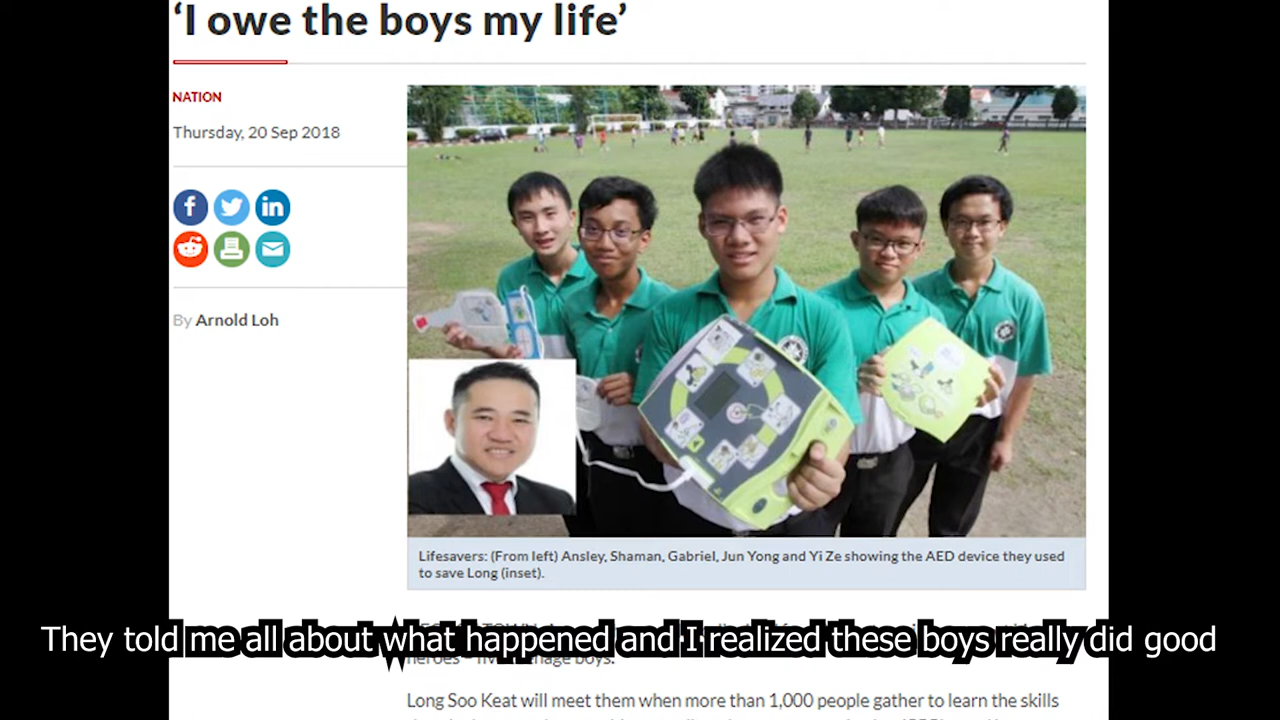 ‘I owe the boys my life’
NATION
Thursday, 20 Sep 2018
By Arnold Loh
Lifesavers: (From left) Ansley, Shaman, Gabriel, Jun Yong and Yi Ze showing the AED device they used
to save Long (inset).
They told me all about what happened and I realized these boys really did good
boys.
Long Soo Keat will meet them when more than 1,000 people gather to learn the skills